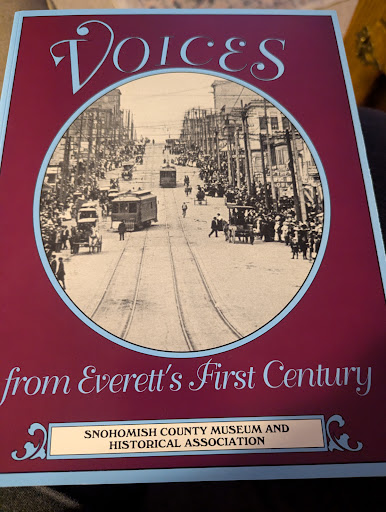 VOICES
from Everett's First Century
SNOHOMISH COUNTY MUSEUM AND
HISTORICAL ASSOCIATION